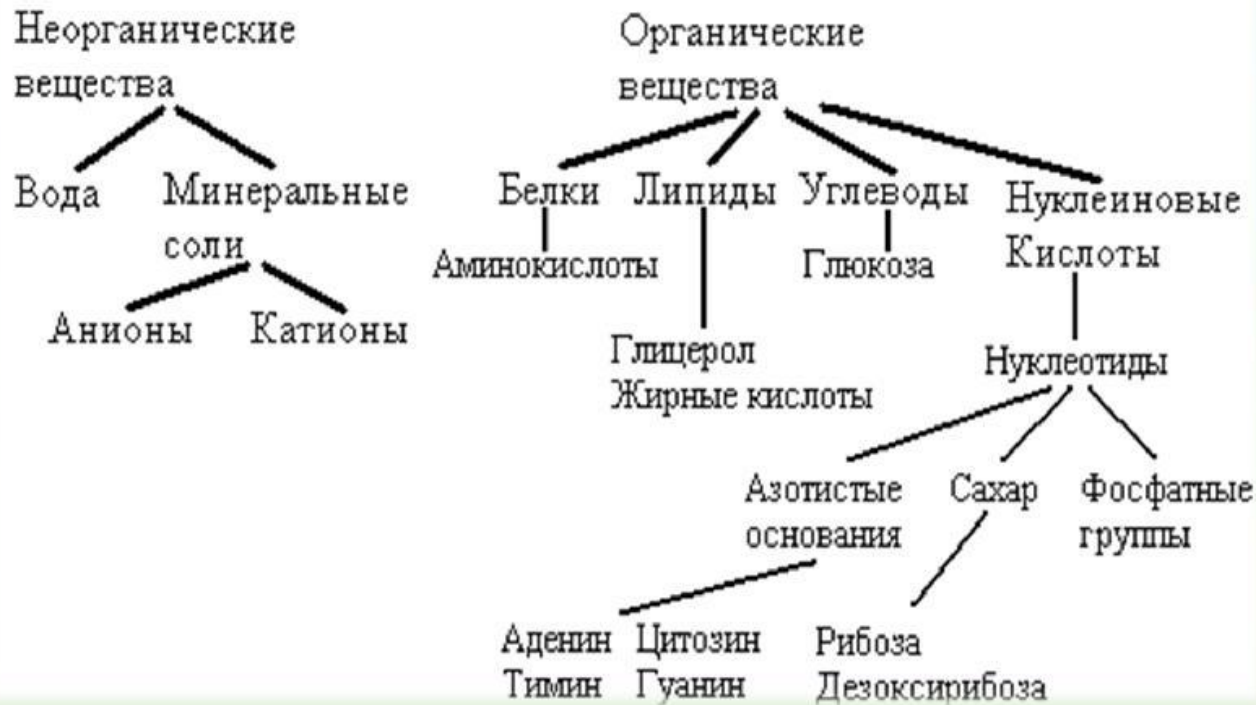 Неорганические
вещества
Органические
вещества
Вода
Минеральные
соли
Анионы
Катионы
Белки
Липиды
Углеводы
Нуклеиновые
Кислоты
Аминокислоты
Глюкоза
Глицерол
Жирные кислоты
Нуклеотиды
Азотистые
основания
Сахар
Фосфатные
группы
Аденин Цитозин
Тимин Гуанин
Рибоза
Дезоксирибоза